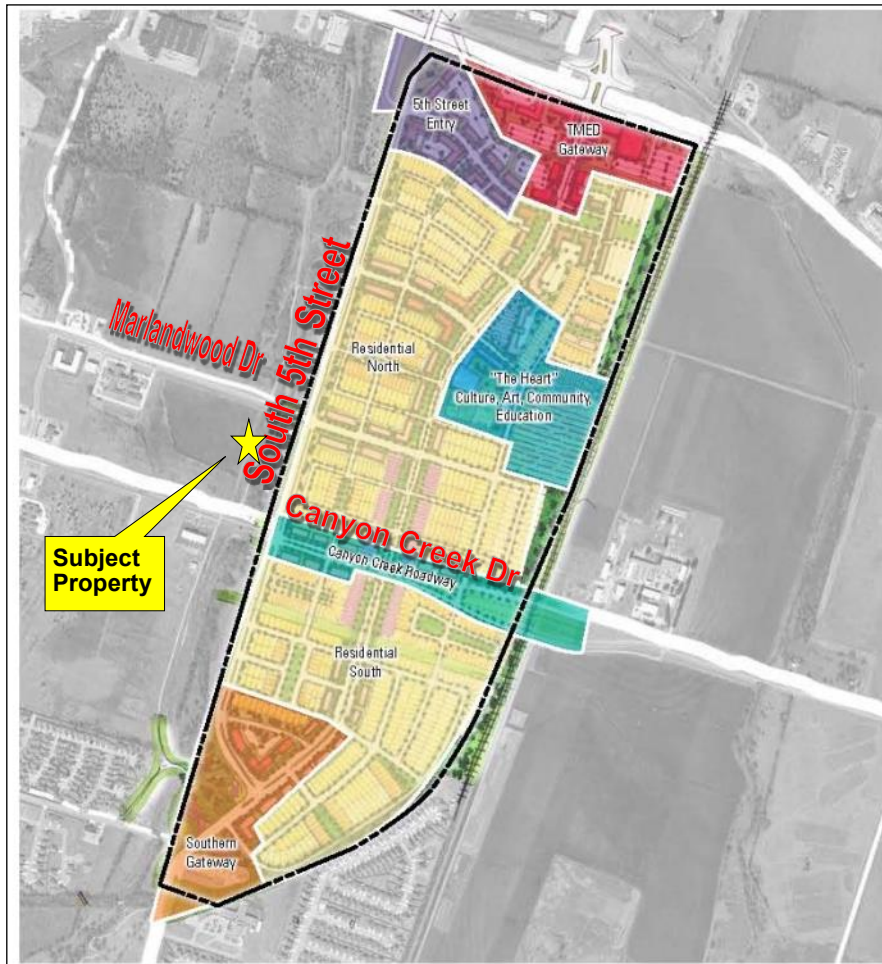 5th Street
Entry
TMED
Gateway
South 5th Street
Marlandwood Dr
Residential
North
"The Heart"
Culture, Art, Community,
Education
Canyon Creek Dr
Canyon Creek Roadway
Subject
Property
Residential
South
Southern
Gateway